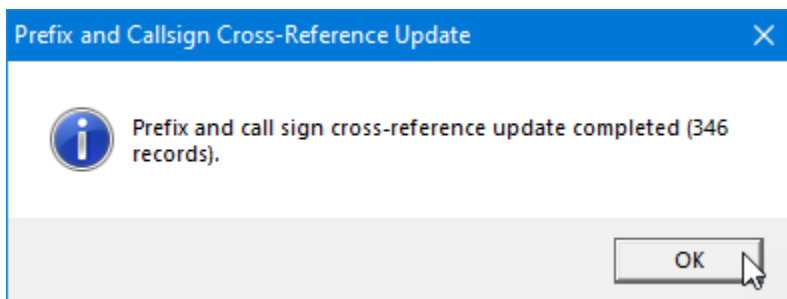 Prefix and Callsign Cross-Reference Update
Prefix and call sign cross-reference update completed (346
records).
OK